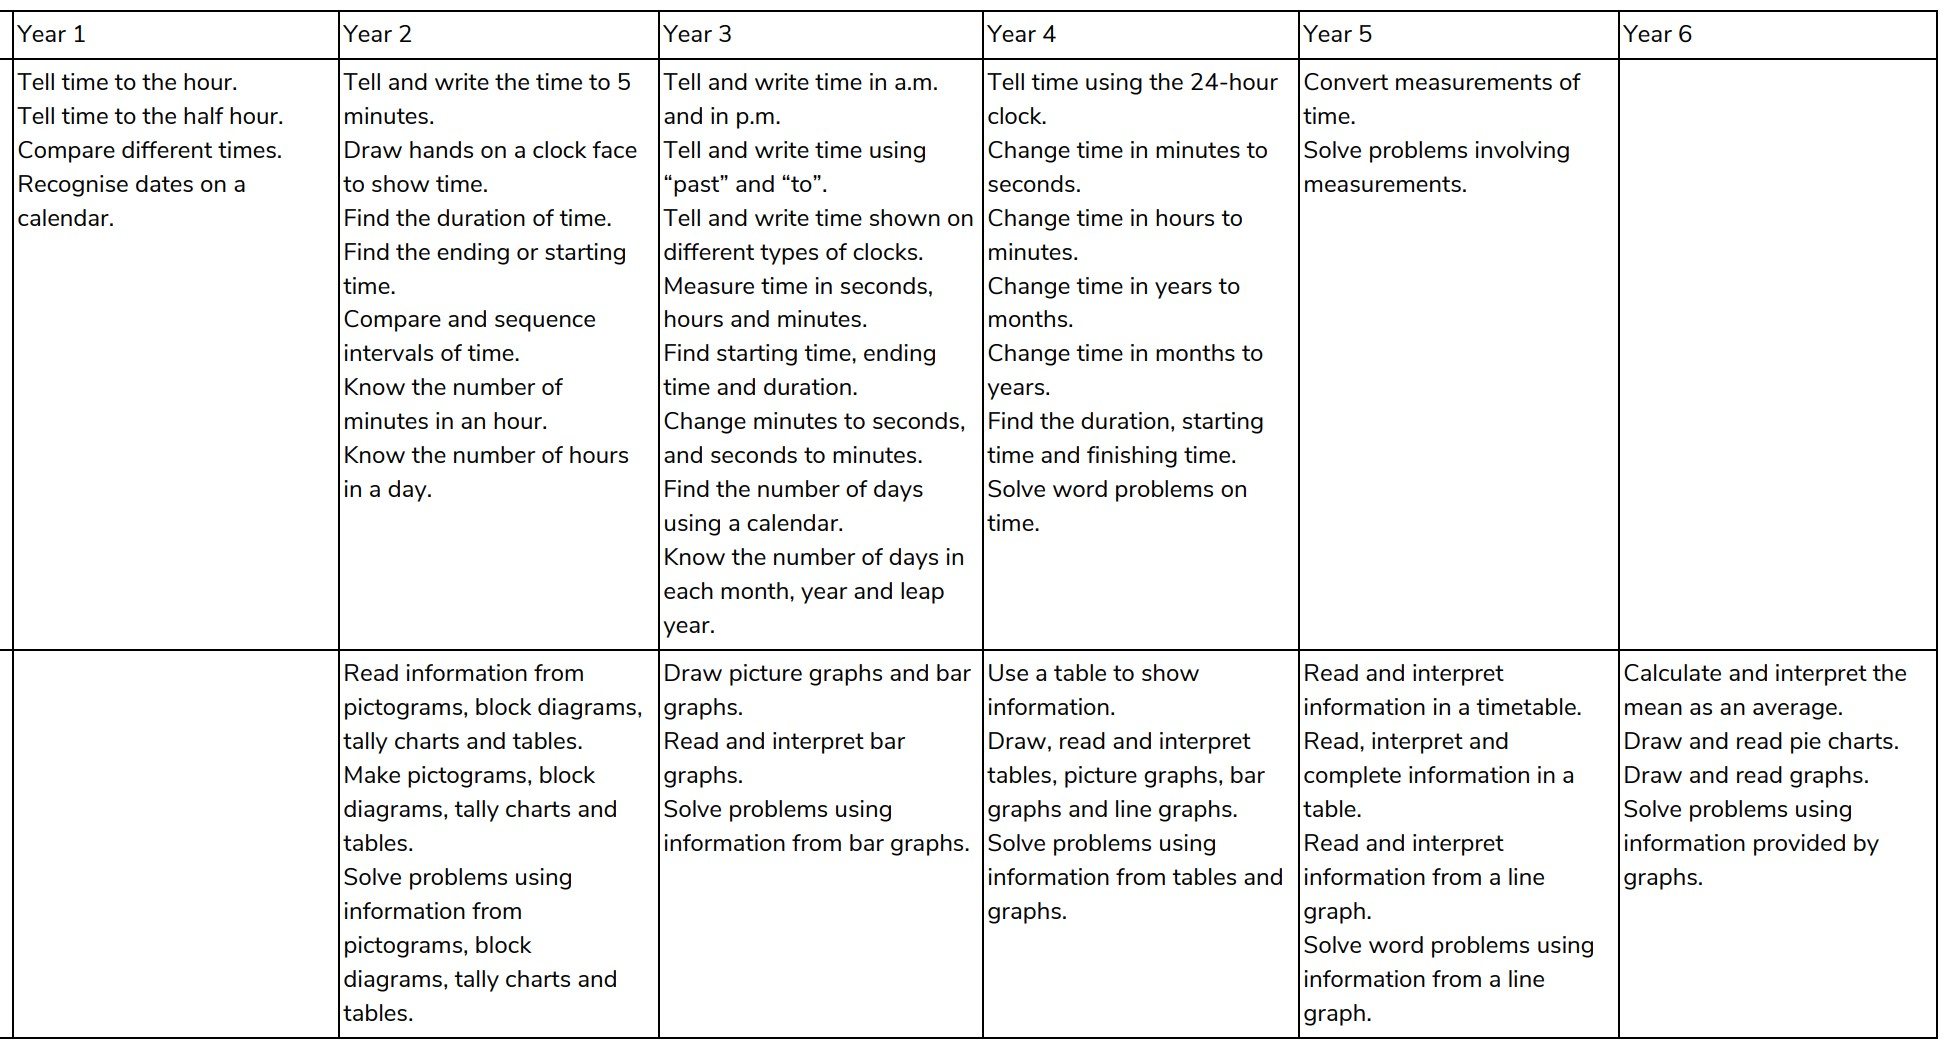 Year 1
Year 2
Year 3
Year 4
Year 5
Year 6
Tell time to the hour.
Tell time to the half hour.
Compare different times.
Recognise dates on a
calendar.
Tell and write the time to 5
minutes.
Draw hands on a clock face
to show time.
Find the duration of time.
Find the ending or starting
time.
Compare and sequence
intervals of time.
Know the number of
minutes in an hour.
Know the number of hours
in a day.
Tell and write time in a.m.
and in p.m.
Tell and write time using
“past” and “to”.
Tell and write time shown on
different types of clocks.
Measure time in seconds,
hours and minutes.
Find starting time, ending
time and duration.
Change minutes to seconds,
and seconds to minutes.
Find the number of days
using a calendar.
Know the number of days in
each month, year and leap
year.
Tell time using the 24-hour
clock.
Change time in minutes to
seconds.
Change time in hours to
minutes.
Change time in years to
months.
Change time in months to
years.
Find the duration, starting
time and finishing time.
Solve word problems on
time.
Convert measurements of
time.
Solve problems involving
measurements.
Read information from
pictograms, block diagrams,
tally charts and tables.
Make pictograms, block
diagrams, tally charts and
tables.
Solve problems using
information from
pictograms, block
diagrams, tally charts and
tables.
Draw picture graphs and bar
graphs.
Read and interpret bar
graphs.
Solve problems using
information from bar graphs.
Use a table to show
information.
Draw, read and interpret
tables, picture graphs, bar
graphs and line graphs.
Solve problems using
information from tables and
graphs.
Read and interpret
information in a timetable.
Read, interpret and
complete information in a
table.
Read and interpret
information from a line
graph.
Solve word problems using
information from a line
graph.
Calculate and interpret the
mean as an average.
Draw and read pie charts.
Draw and read graphs.
Solve problems using
information provided by
graphs.